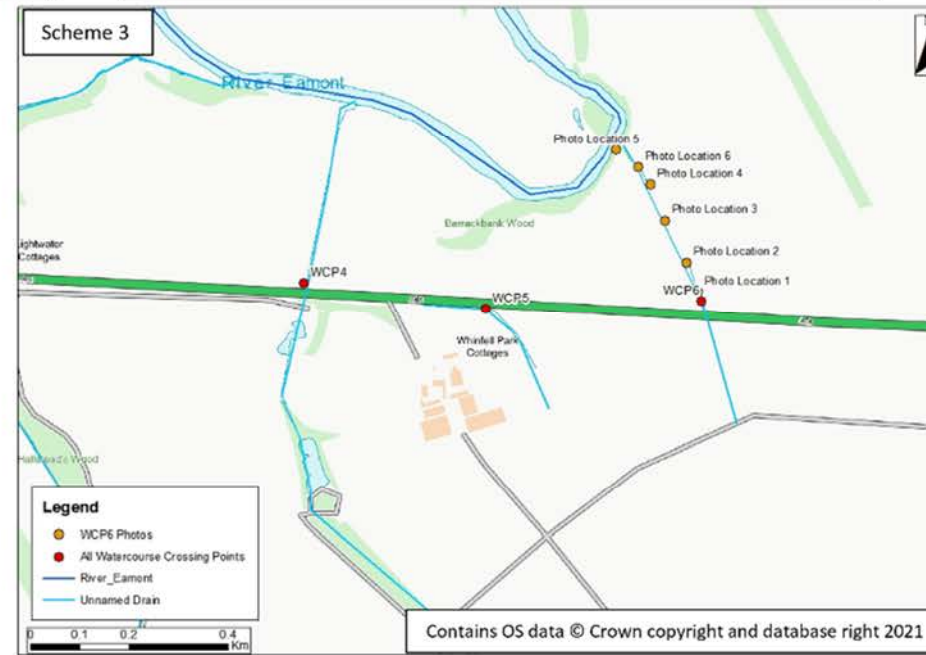 Scheme 3
River Eamont
Photo Location 5
Photo Location 6
Photo Location 4
Barrackbank Wood
Photo Location 3
Lightwater
Cottages
Photo Location 2
WCP4
Photo Location 1
WCP6
WCP5
Whinfell Park
Cottages
Wood
Legend
WCP6 Photos
All Watercourse Crossing Points
River_Eamont
Unnamed Drain
0 0.1 0.2 0.4
Km
Contains OS data © Crown copyright and database right 2021